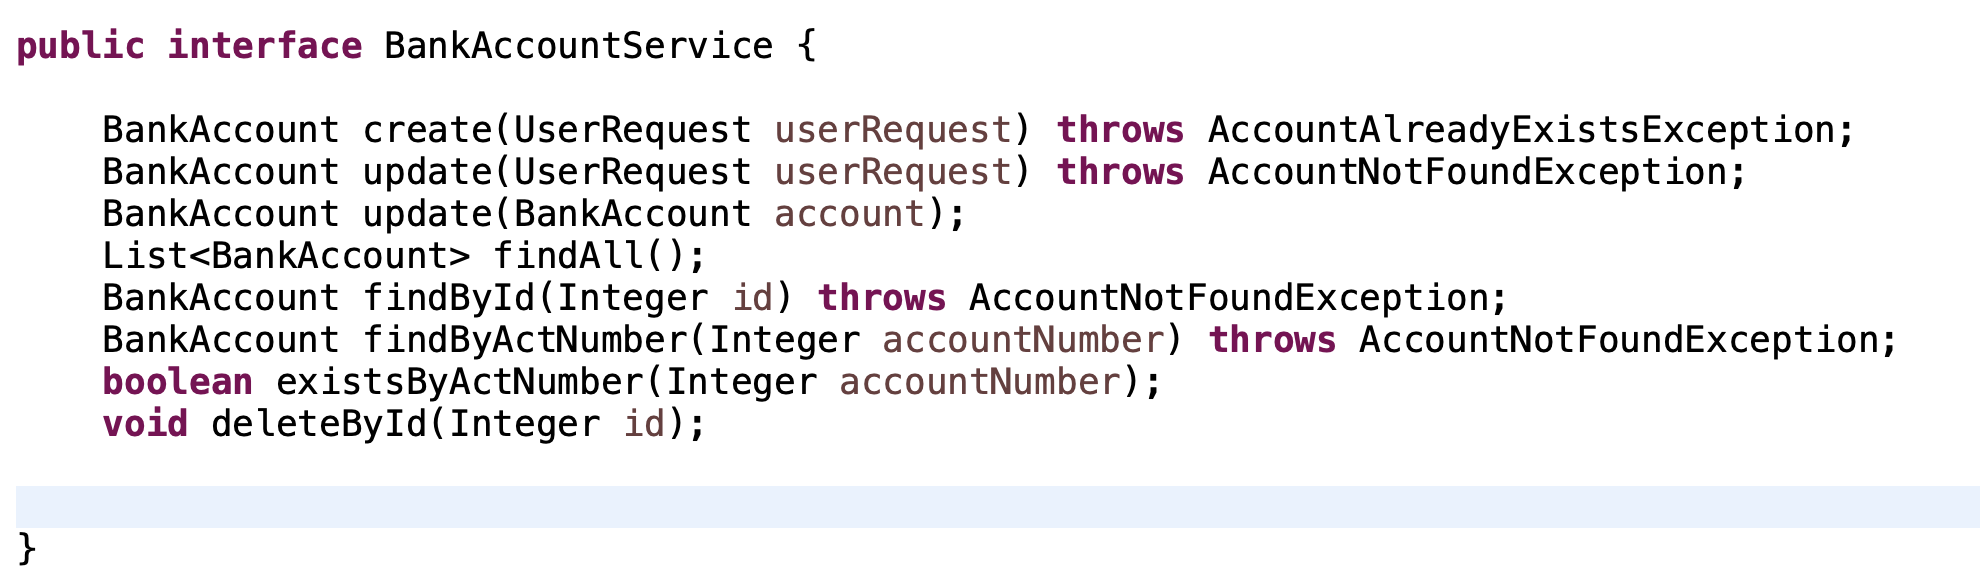 public interface BankAccountService {
BankAccount create(UserRequest userRequest) throws AccountAlreadyExistsException;
BankAccount update(UserRequest userRequest) throws AccountNotFoundException;
BankAccount update(BankAccount account);
List<BankAccount> findAll();
BankAccount findById(Integer id) throws AccountNotFoundException;
BankAccount findByActNumber(Integer accountNumber) throws AccountNotFoundException;
boolean existsByActNumber(Integer accountNumber);
void deleteById(Integer id);
}